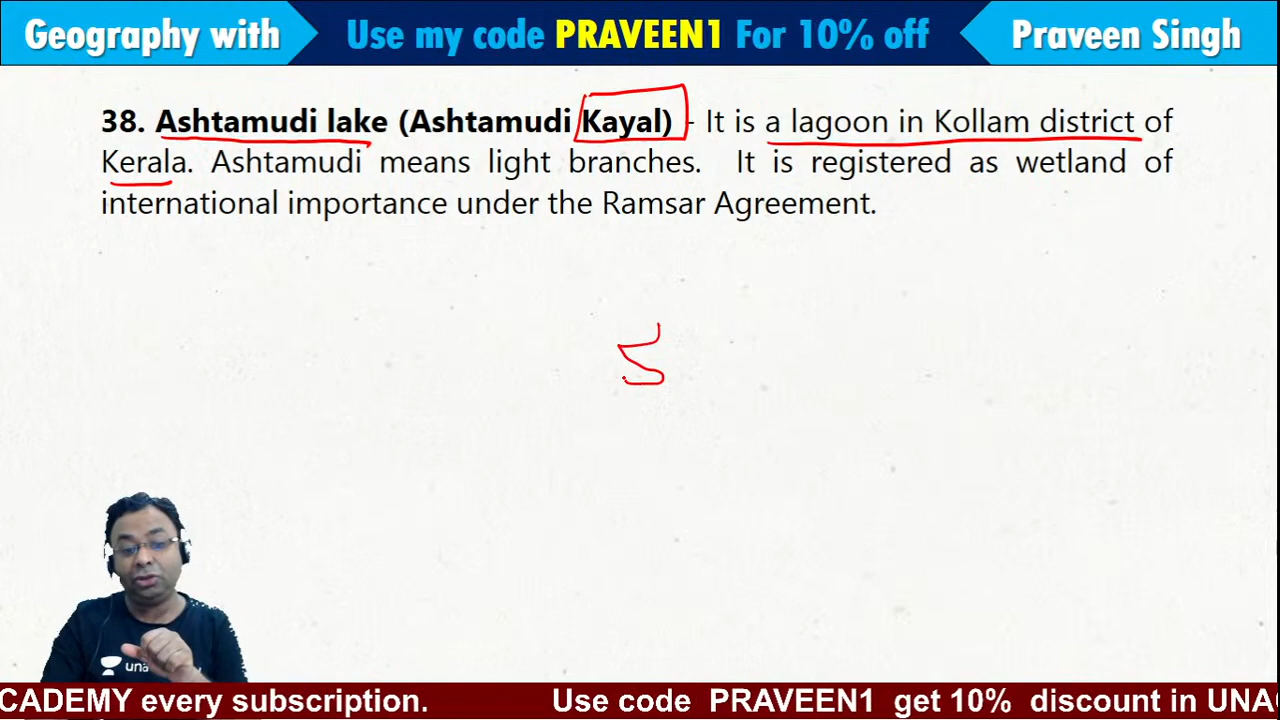 Geography with
Use my code PRAVEEN1 For 10% off
Praveen Singh
38. Ashtamudi lake (Ashtamudi Kayal) - It is a lagoon in Kollam district of
Kerala. Ashtamudi means light branches. It is registered as wetland of
international importance under the Ramsar Agreement.
una
CADEMY every subscription. Use code PRAVEEN1 get 10% discount in UNA